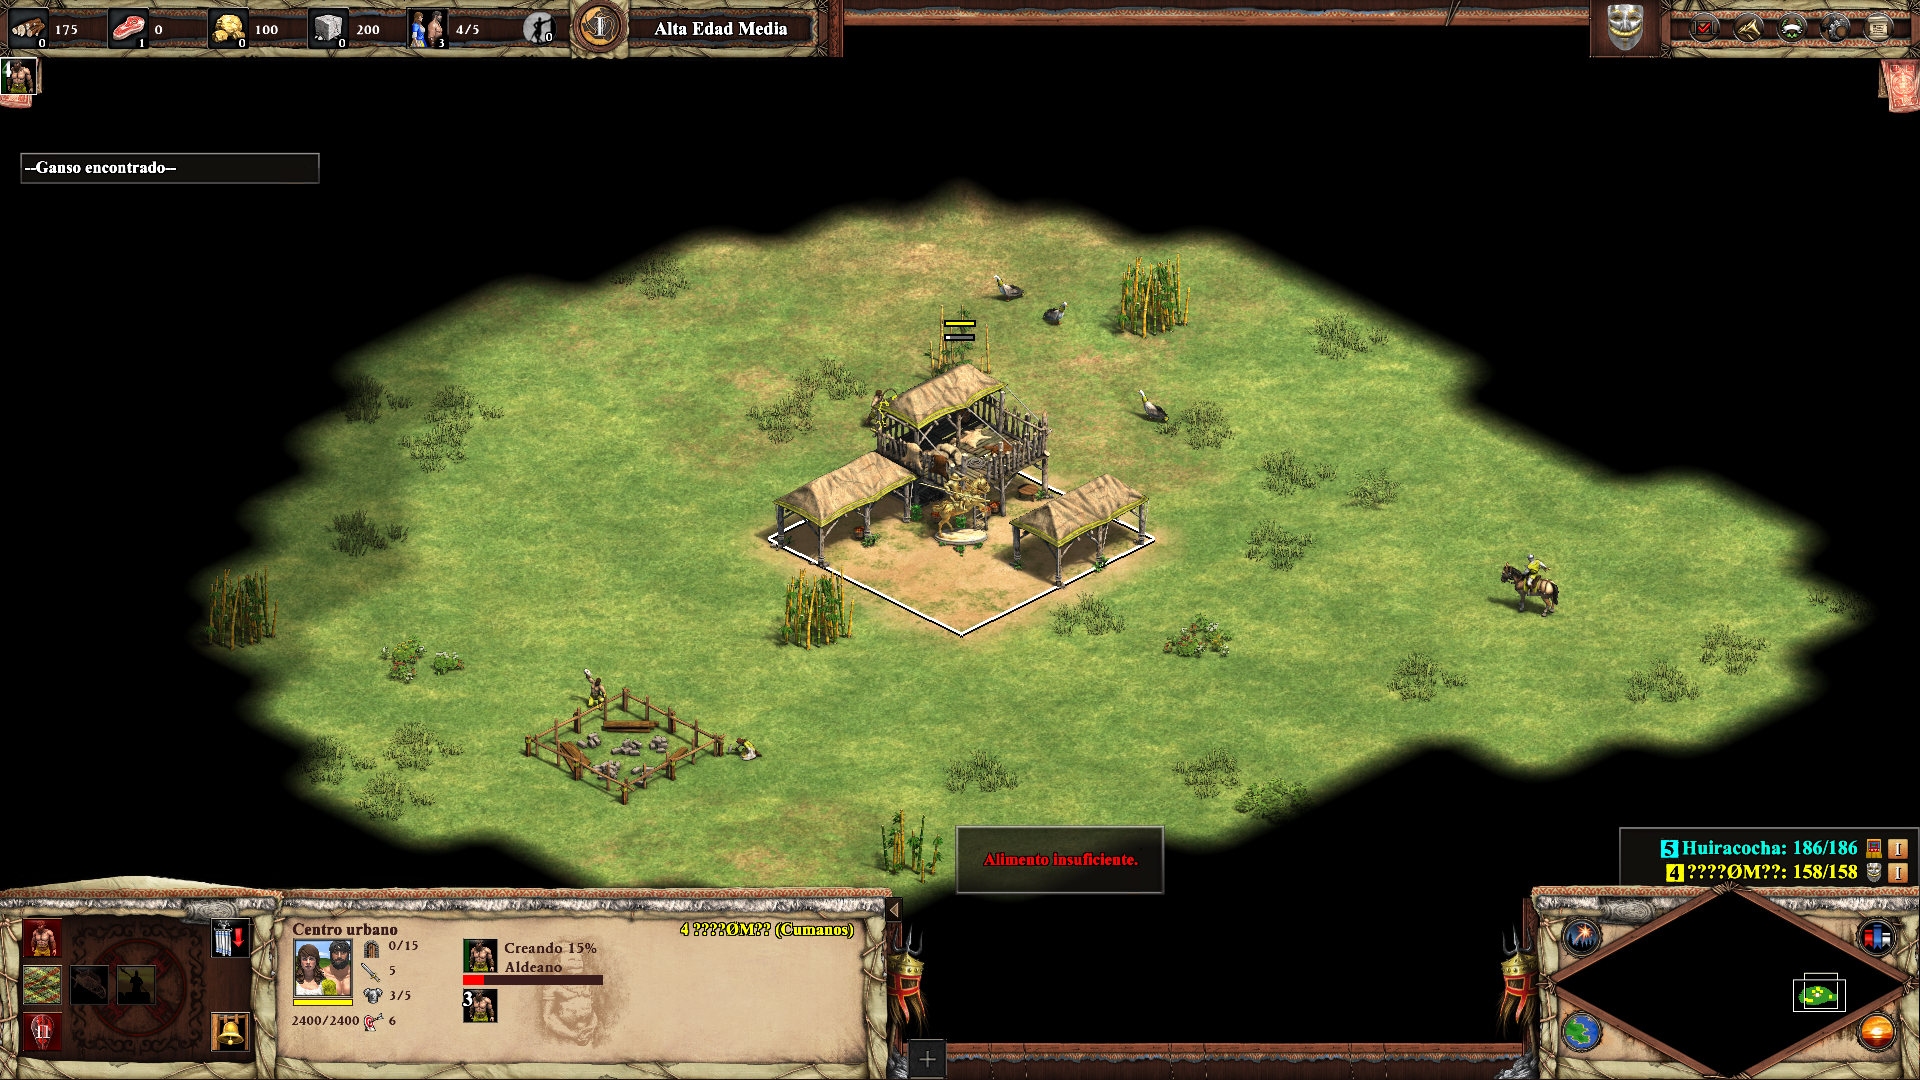 175
0
100
200
4/5
I
Alta Edad Media
0
1
0
0
3
0
4
--Ganso encontrado--
Alimento insuficiente.
5 Huiracocha: 186/186 I
4 ????ØM??: 158/158 I
Centro urbano
4 ????ØM?? (Cumanos)
0/15
5
3/5
2400/2400
6
Creando 15%
Aldeano
3
II
+